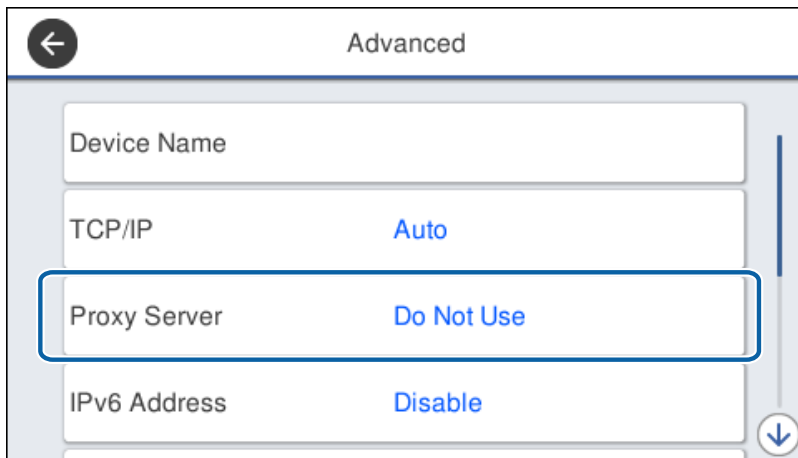 Advanced
Device Name
TCP/IP Auto
Proxy Server Do Not Use
IPv6 Address Disable